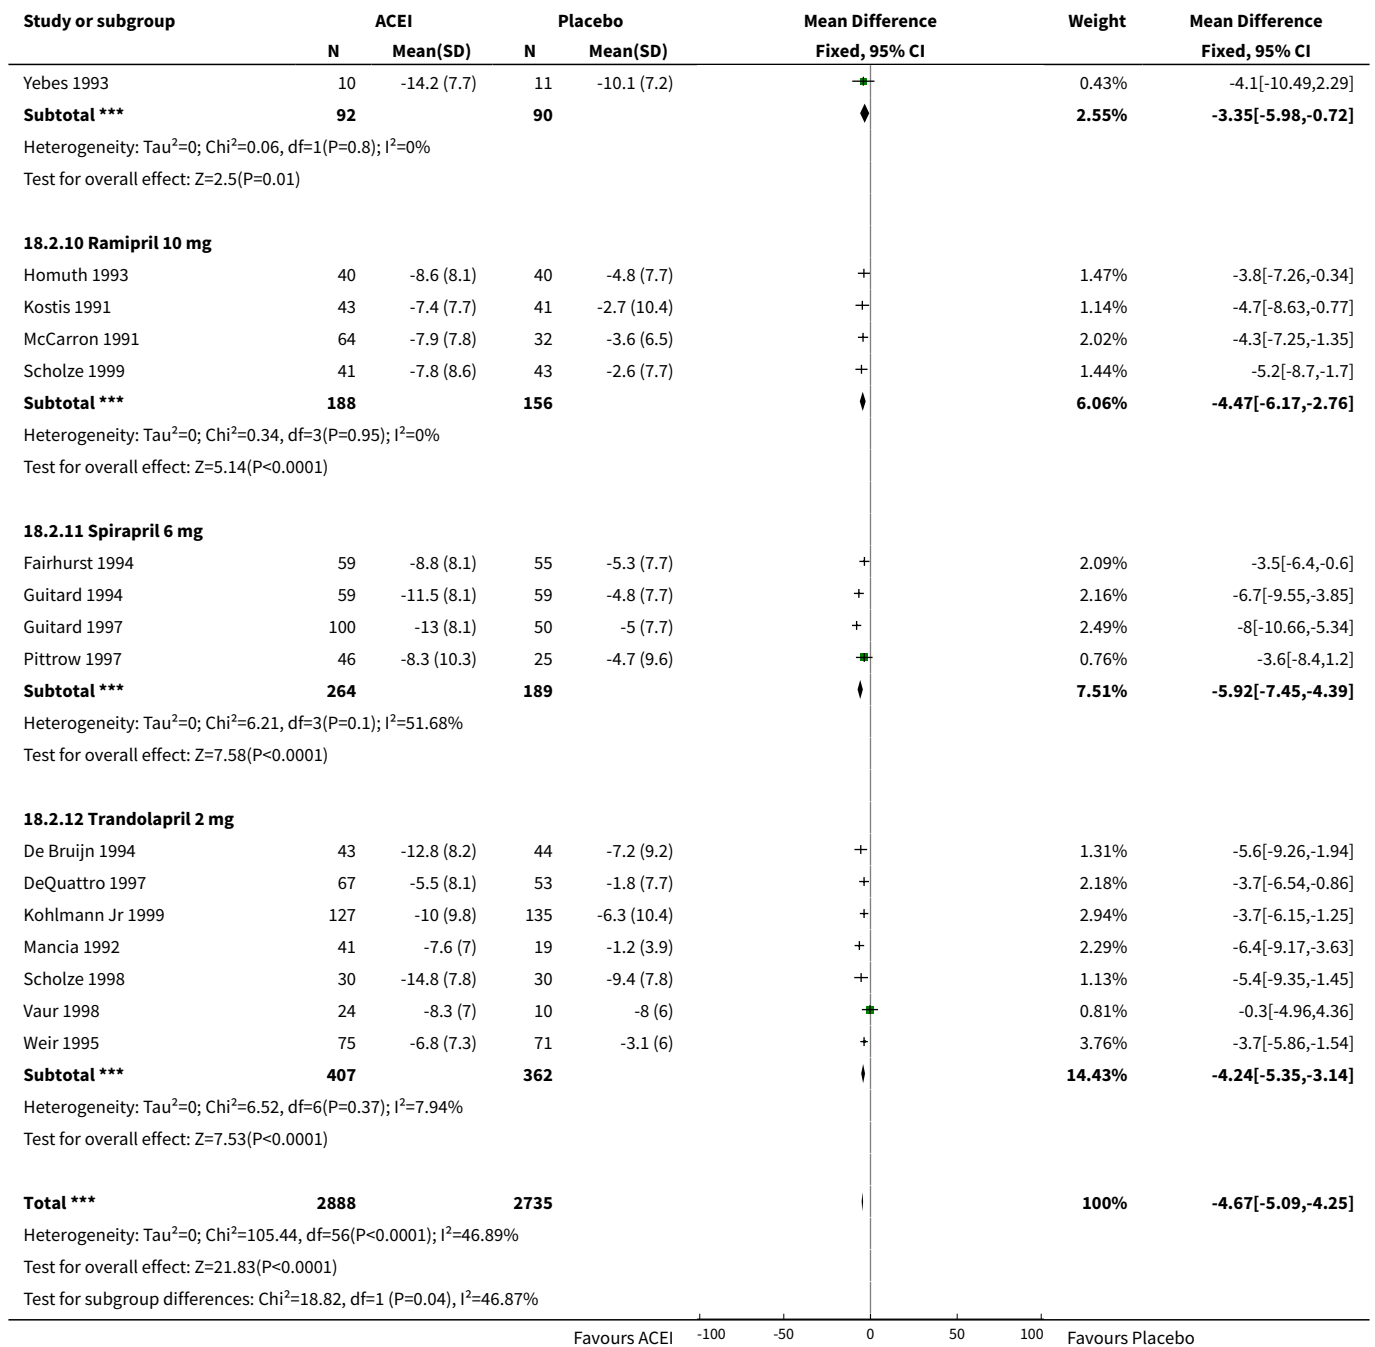 Study or subgroup ACEI Placebo Mean Difference Weight Mean Difference
N Mean(SD) N Mean(SD) Fixed, 95% CI Fixed, 95% CI
Yebes 1993 10 -14.2 (7.7) 11 -10.1 (7.2) 0.43% -4.1[-10.49,2.29]
Subtotal *** 92 90 2.55% -3.35[-5.98,-0.72]
Heterogeneity: Tau²=0; Chi²=0.06, df=1(P=0.8); I²=0%
Test for overall effect: Z=2.5(P=0.01)
18.2.10 Ramipril 10 mg
Homuth 1993 40 -8.6 (8.1) 40 -4.8 (7.7) 1.47% -3.8[-7.26,-0.34]
Kostis 1991 43 -7.4 (7.7) 41 -2.7 (10.4) 1.14% -4.7[-8.63,-0.77]
McCarron 1991 64 -7.9 (7.8) 32 -3.6 (6.5) 2.02% -4.3[-7.25,-1.35]
Scholze 1999 41 -7.8 (8.6) 43 -2.6 (7.7) 1.44% -5.2[-8.7,-1.7]
Subtotal *** 188 156 6.06% -4.47[-6.17,-2.76]
Heterogeneity: Tau²=0; Chi²=0.34, df=3(P=0.95); I²=0%
Test for overall effect: Z=5.14(P<0.0001)
18.2.11 Spirapril 6 mg
Fairhurst 1994 59 -8.8 (8.1) 55 -5.3 (7.7) 2.09% -3.5[-6.4,-0.6]
Guitard 1994 59 -11.5 (8.1) 59 -4.8 (7.7) 2.16% -6.7[-9.55,-3.85]
Guitard 1997 100 -13 (8.1) 50 -5 (7.7) 2.49% -8[-10.66,-5.34]
Pittrow 1997 46 -8.3 (10.3) 25 -4.7 (9.6) 0.76% -3.6[-8.4,1.2]
Subtotal *** 264 189 7.51% -5.92[-7.45,-4.39]
Heterogeneity: Tau²=0; Chi²=6.21, df=3(P=0.1); I²=51.68%
Test for overall effect: Z=7.58(P<0.0001)
18.2.12 Trandolapril 2 mg
De Bruijn 1994 43 -12.8 (8.2) 44 -7.2 (9.2) 1.31% -5.6[-9.26,-1.94]
DeQuattro 1997 67 -5.5 (8.1) 53 -1.8 (7.7) 2.18% -3.7[-6.54,-0.86]
Kohlmann Jr 1999 127 -10 (9.8) 135 -6.3 (10.4) 2.94% -3.7[-6.15,-1.25]
Mancia 1992 41 -7.6 (7) 19 -1.2 (3.9) 2.29% -6.4[-9.17,-3.63]
Scholze 1998 30 -14.8 (7.8) 30 -9.4 (7.8) 1.13% -5.4[-9.35,-1.45]
Vaur 1998 24 -8.3 (7) 10 -8 (6) 0.81% -0.3[-4.96,4.36]
Weir 1995 75 -6.8 (7.3) 71 -3.1 (6) 3.76% -3.7[-5.86,-1.54]
Subtotal *** 407 362 14.43% -4.24[-5.35,-3.14]
Heterogeneity: Tau²=0; Chi²=6.52, df=6(P=0.37); I²=7.94%
Test for overall effect: Z=7.53(P<0.0001)
Total *** 2888 2735 100% -4.67[-5.09,-4.25]
Heterogeneity: Tau²=0; Chi²=105.44, df=56(P<0.0001); I²=46.89%
Test for overall effect: Z=21.83(P<0.0001)
Test for subgroup differences: Chi²=18.82, df=1 (P=0.04), I²=46.87%
Favours ACEI -100 -50 0 50 100 Favours Placebo